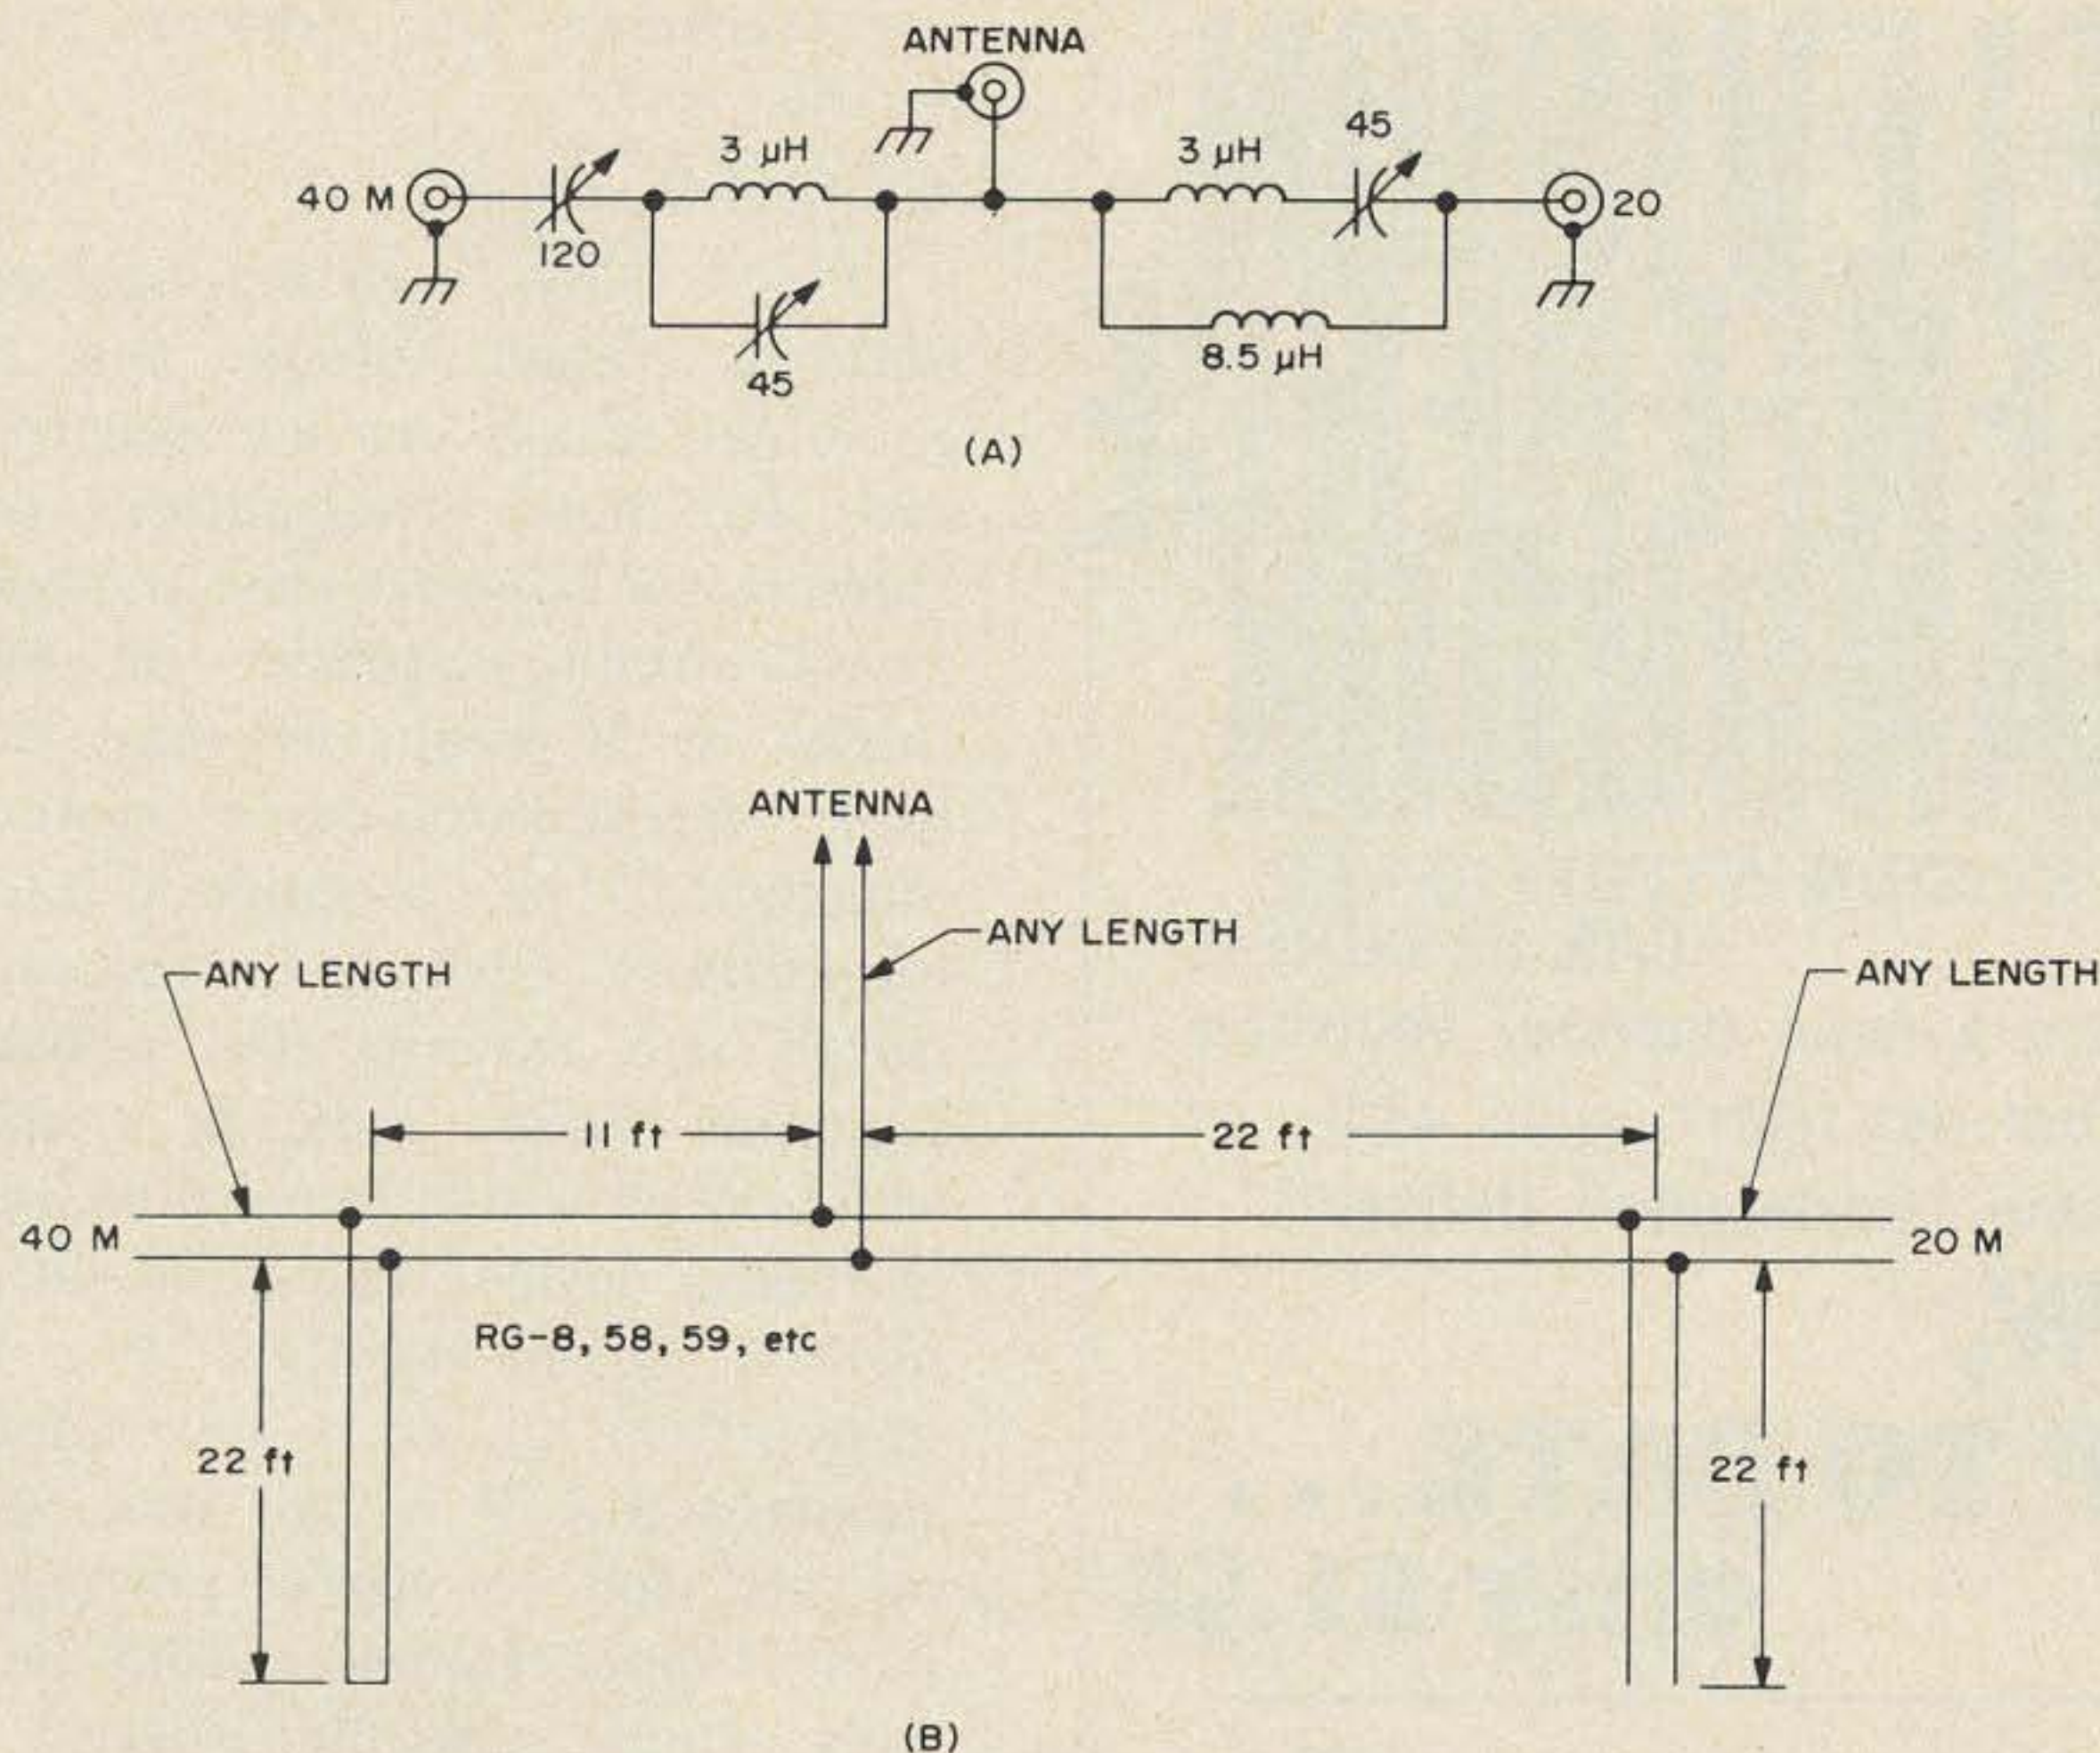 ANTENNA
40 M
120
3 µH
45
3 µH
45
8.5 µH
20
(A)
ANTENNA
ANY LENGTH
ANY LENGTH
ANY LENGTH
11 ft
22 ft
40 M
20 M
RG-8, 58, 59, etc
22 ft
22 ft
(B)